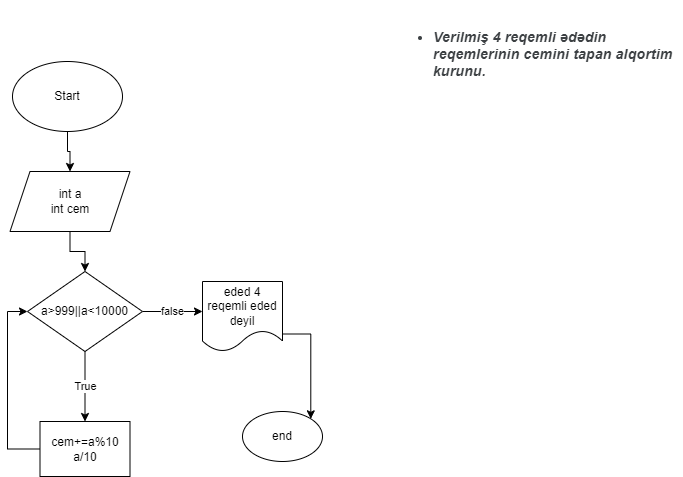 Verilmiş 4 reqemli ədədin
reqemlerinin cemini tapan alqortim
kurunu.
Start
int a
int cem
a>999||a<10000
false
eded 4
reqemli eded
deyil
True
cem+=a%10
a/10
end